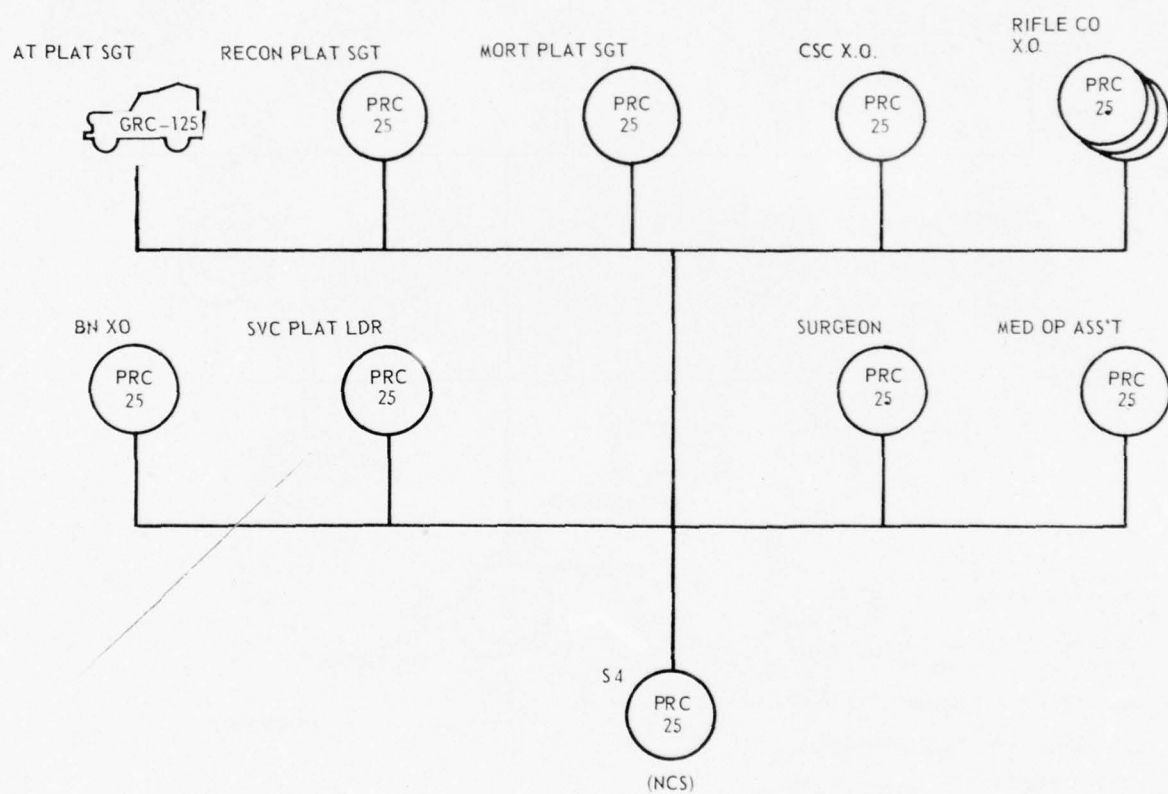 AT PLAT SGT
RECON PLAT SGT
MORT PLAT SGT
CSC X.O.
RIFLE CO
X.O.
GRC-125
PRC
25
PRC
25
PRC
25
PRC
25
BN XO
SVC PLAT LDR
SURGEON
MED OP ASS'T
PRC
25
PRC
25
PRC
25
PRC
25
S4
PRC
25
(NCS)